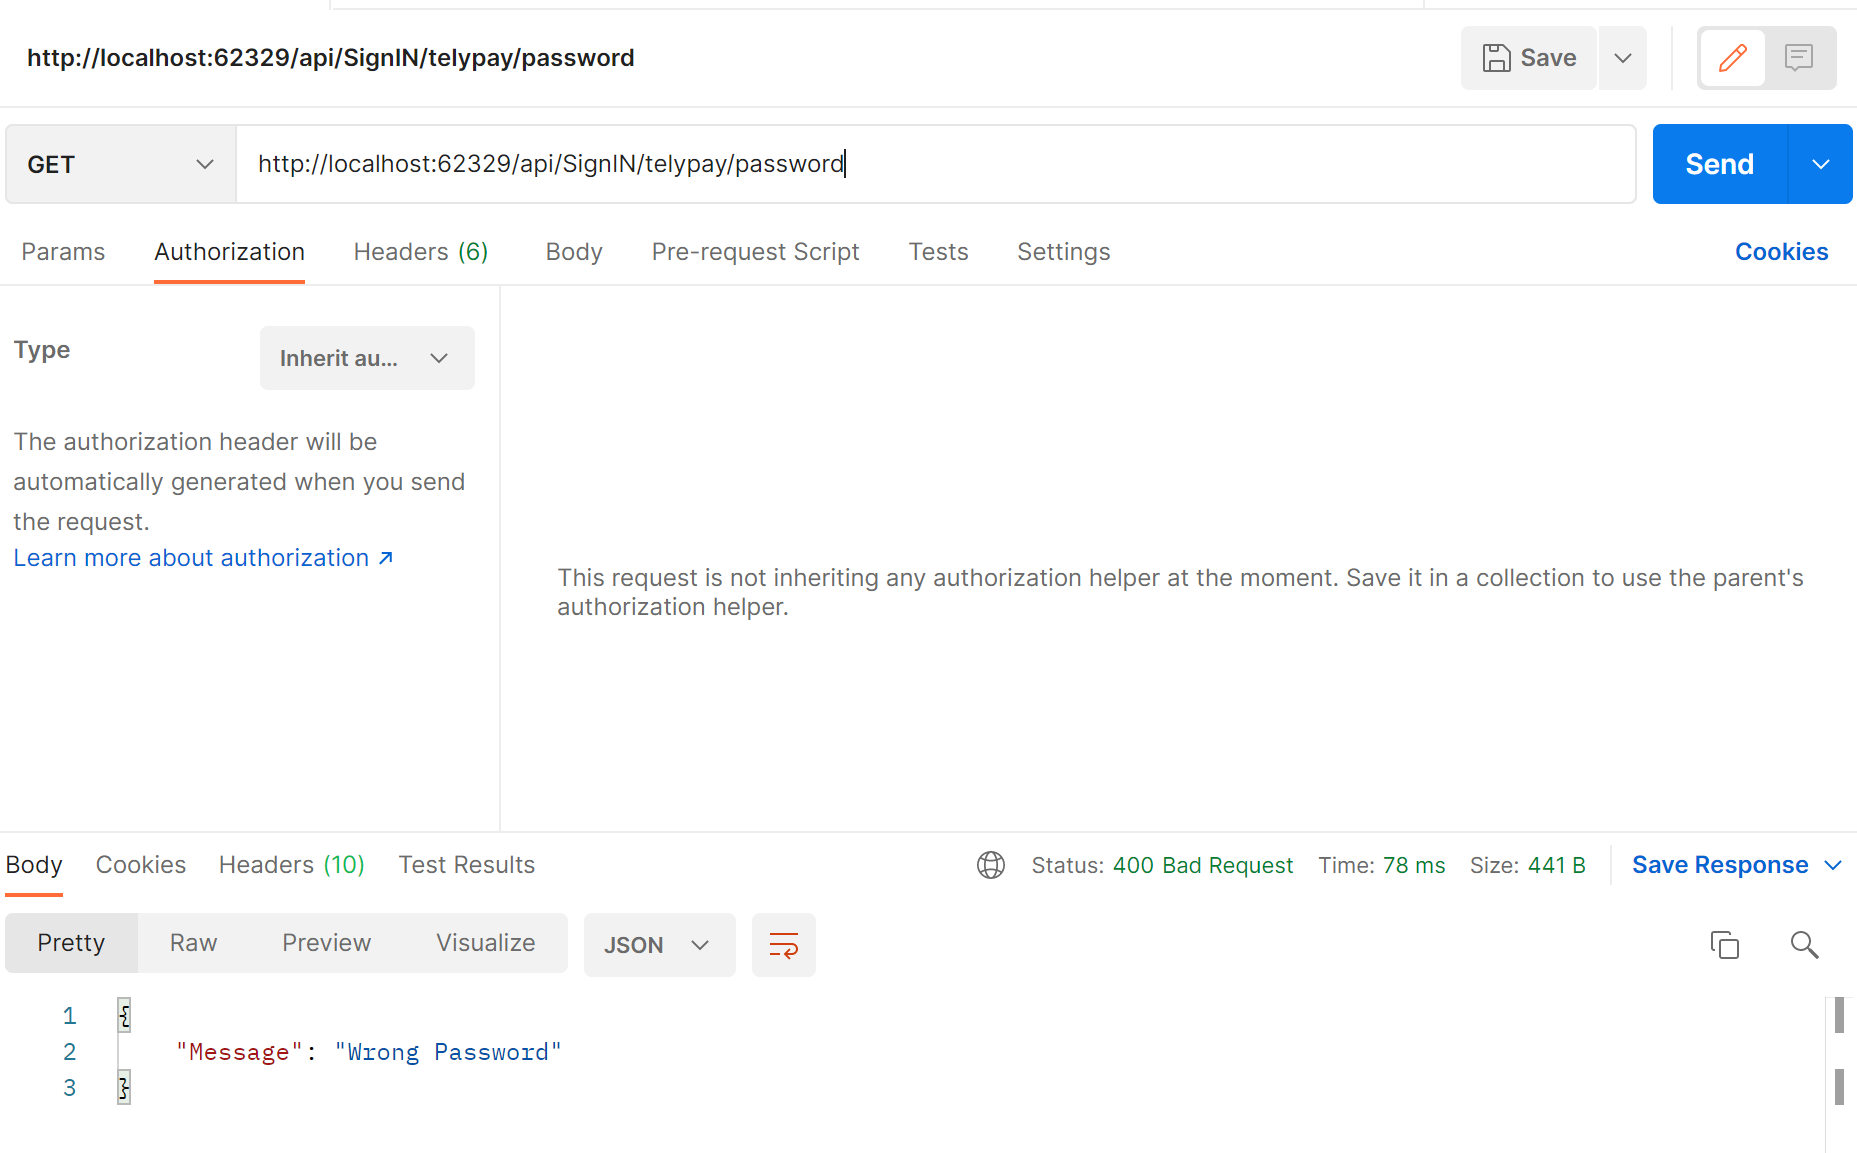 http://localhost:62329/api/SignIN/telypay/password
Save
GET
http://localhost:62329/api/SignIN/telypay/password
Send
Params Authorization Headers (6) Body Pre-request Script Tests Settings Cookies
Type
Inherit au...
The authorization header will be
automatically generated when you send
the request.
Learn more about authorization ↗
This request is not inheriting any authorization helper at the moment. Save it in a collection to use the parent's
authorization helper.
Body Cookies Headers (10) Test Results Status: 400 Bad Request Time: 78 ms Size: 441 B Save Response
Pretty Raw Preview Visualize JSON
1 {
2 "Message": "Wrong Password"
3 }